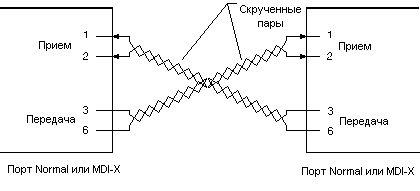 Скрученные
пары
1
Прием
2
3
Передача
6
Порт Normal или MDI-X
1
Прием
2
3
Передача
6
Порт Normal или MDI-X